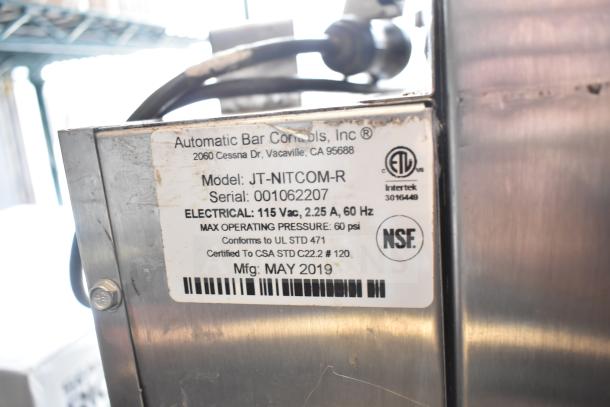 Automatic Bar Controls, Inc ®
2060 Cessna Dr, Vacaville, CA 95688
Model: JT-NITCOM-R
Serial: 001062207
ELECTRICAL: 115 Vac, 2.25 A, 60 Hz
MAX OPERATING PRESSURE: 60 psi
Conforms to UL STD 471
Certified To CSA STD C22.2 # 120
Mfg: MAY 2019
C ETL US
Intertek
3016449
NSF